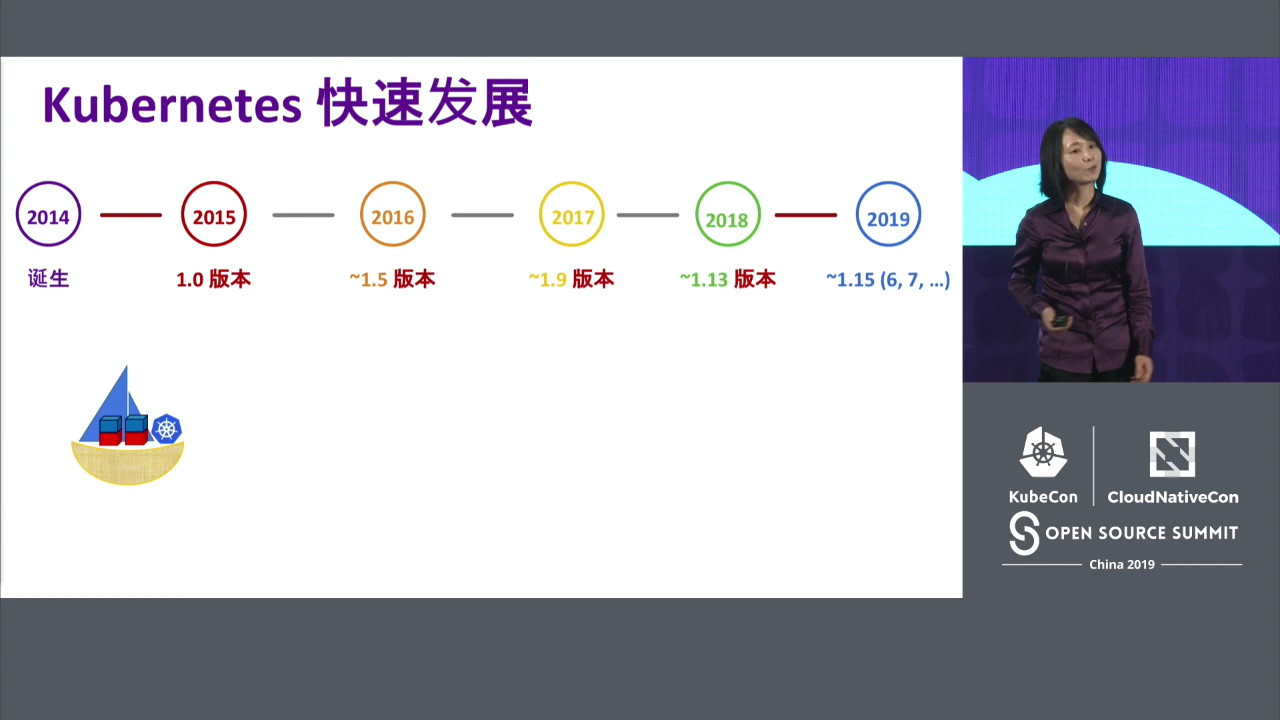 Kubernetes 快速发展
2014 2015 2016 2017 2018 2019
诞生 1.0 版本 ~1.5 版本 ~1.9 版本 ~1.13 版本 ~1.15 (6, 7, ...)
KubeCon CloudNativeCon
OPEN SOURCE SUMMIT
China 2019